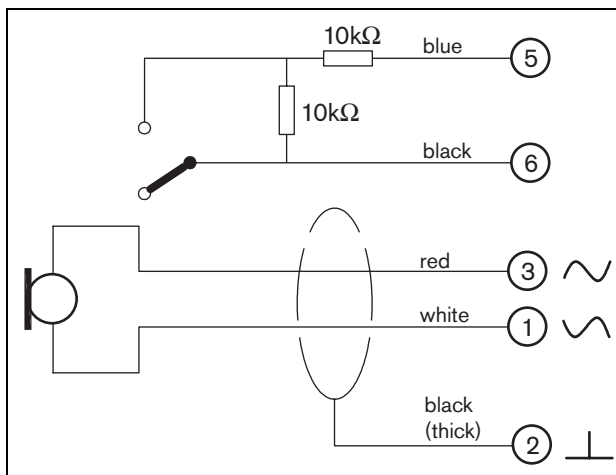 10kΩ
blue
5
10kΩ
black
6
red
3
white
1
black
(thick)
2